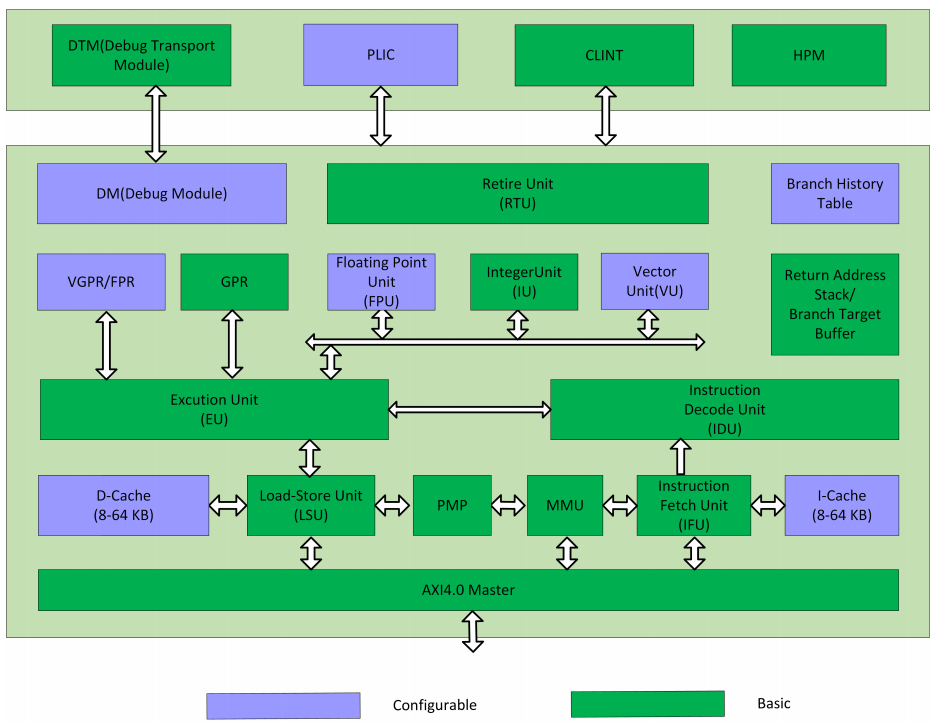 DTM(Debug Transport
Module)
PLIC
CLINT
HPM
DM(Debug Module)
Retire Unit
(RTU)
Branch History
Table
VGPR/FPR
GPR
Floating Point
Unit
(FPU)
IntegerUnit
(IU)
Vector
Unit(VU)
Return Address
Stack/
Branch Target
Buffer
Excution Unit
(EU)
Instruction
Decode Unit
(IDU)
D-Cache
(8-64 KB)
Load-Store Unit
(LSU)
PMP
MMU
Instruction
Fetch Unit
(IFU)
I-Cache
(8-64 KB)
AXI4.0 Master
Configurable
Basic